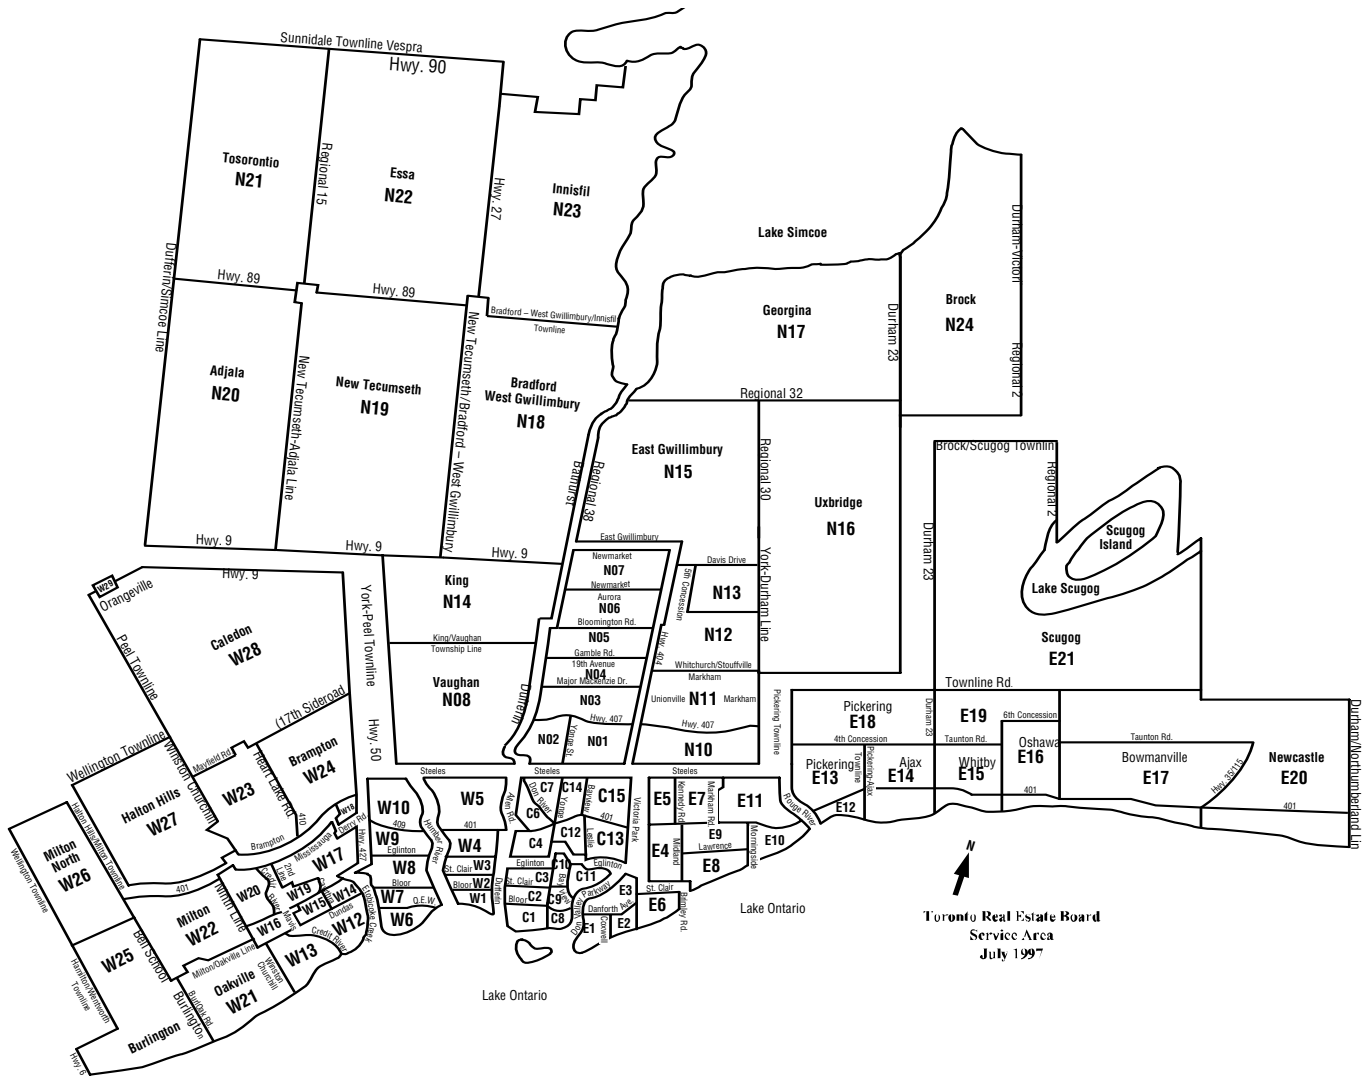 Sunnidale Townline Vespra
Hwy. 90
Tosorontio
N21
Regional 15
Essa
N22
Hwy. 27
Innisfil
N23
Dufferin/Simcoe Line
Hwy. 89
Hwy. 89
Bradford – West Gwillimbury/Innisfil
Townline
Adjala
N20
New Tecumseth-Adjala Line
New Tecumseth
N19
New Tecumseth/Bradford – West Gwillimbury
Bradford
West Gwillimbury
N18
Lake Simcoe
Georgina
N17
Durham 23
Brock
N24
Durham-Victori
Regional 2
Regional 32
East Gwillimbury
N15
Bathurst
Regional 38
Regional 30
Uxbridge
N16
York-Durham Line
Brock/Scugog Townlin
Regional 2
Durham 23
Scugog
Island
Lake Scugog
Scugog
E21
Hwy. 9
Hwy. 9
Hwy. 9
Hwy. 9
East Gwillimbury
Newmarket
N07
Newmarket
Aurora
N06
Bloomington Rd.
N05
Gamble Rd.
19th Avenue
N04
Major Mackenzie Dr.
N03
Hwy. 407
N02
Yonge St.
N01
Davis Drive
5th Concession
N13
N12
Hwy. 404
Whitchurch/Stouffville
Markham
Unionville
N11
Markham
Hwy. 407
N10
W29
Orangeville
Peel Townline
Caledon
W28
York-Peel Townline
Hwy. 50
King
N14
King/Vaughan
Township Line
Vaughan
N08
Dufferin
(17th Sideroad
Wellington Townline
Winston Churchill
Mayfield Rd
Heart Lake Rd
Brampton
W24
W23
410
Halton Hills
W27
Halton Hills/Milton Townline
Brampton
W18
Derry Rd
Hwy. 427
Milton
North
W26
Wellington Townline
401
Ninth Line
Milton
W22
W25
Bell School
Hamilton/Wentworth
Townline
Burlington
Burlington
Hwy. 6
BurlOak Rd
Milton/Oakville Line
Oakville
W21
Winston
Churchill
W20
Credit
River
2nd
Line
Mississauga
W17
W19
W16
Mavis
W15
W14
Dundas
W12
Credit River
W13
Etobicoke Creek
W10
409
W9
Eglinton
W8
Bloor
W7
Q.E.W.
W6
Humber River
Steeles
W5
401
W4
St. Clair
W3
Bloor
W2
W1
Dufferin
Steeles
Don River
C7
C6
C14
Yonge
Bayview
C15
401
C4
C12
Leslie
C13
Victoria Park
Eglinton
C3
St. Clair
C10
Eglinton
C11
C2
Bloor
C9
C1
C8
Don Valley Parkway
Danforth Ave.
E1
Coxwell
E2
E3
St. Clair
E6
Brimley Rd.
Steeles
E5
Kennedy Rd
E7
Markham Rd.
E11
E4
Midland
E9
Lawrence
E8
Morningside
E10
Rouge River
Pickering Townline
Townline Rd.
Pickering
E18
Durham 23
E19
6th Concession
4th Concession
Taunton Rd.
Pickering
E13
Townline
Pickering-Ajax
E12
Ajax
E14
Whitby
E15
Oshawa
E16
401
Taunton Rd.
Bowmanville
E17
Hwy. 35/115
Newcastle
E20
401
Durham/Northumberland Lin
N
Toronto Real Estate Board
Service Area
July 1997
Lake Ontario
Lake Ontario